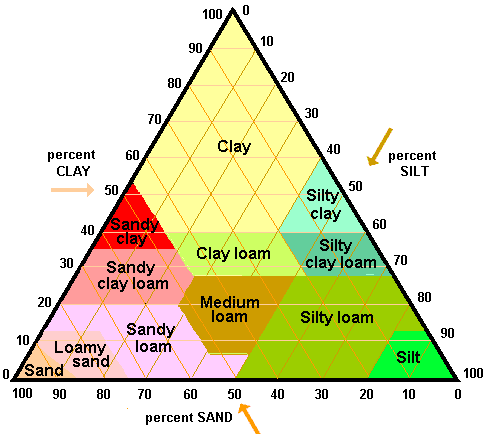 100 0
90 10
80 20
Clay
70 30
60 40
percent
CLAY
percent
SILT
50 50
Silty
clay
40 60
Sandy
clay
Clay loam
Silty
clay loam
30 70
Sandy
clay loam
20 80
Medium
loam
Silty loam
Sandy
loam
10 90
Loamy
sand
Sand
Silt
0 100
100 90 80 70 60 50 40 30 20 10 0
percent SAND